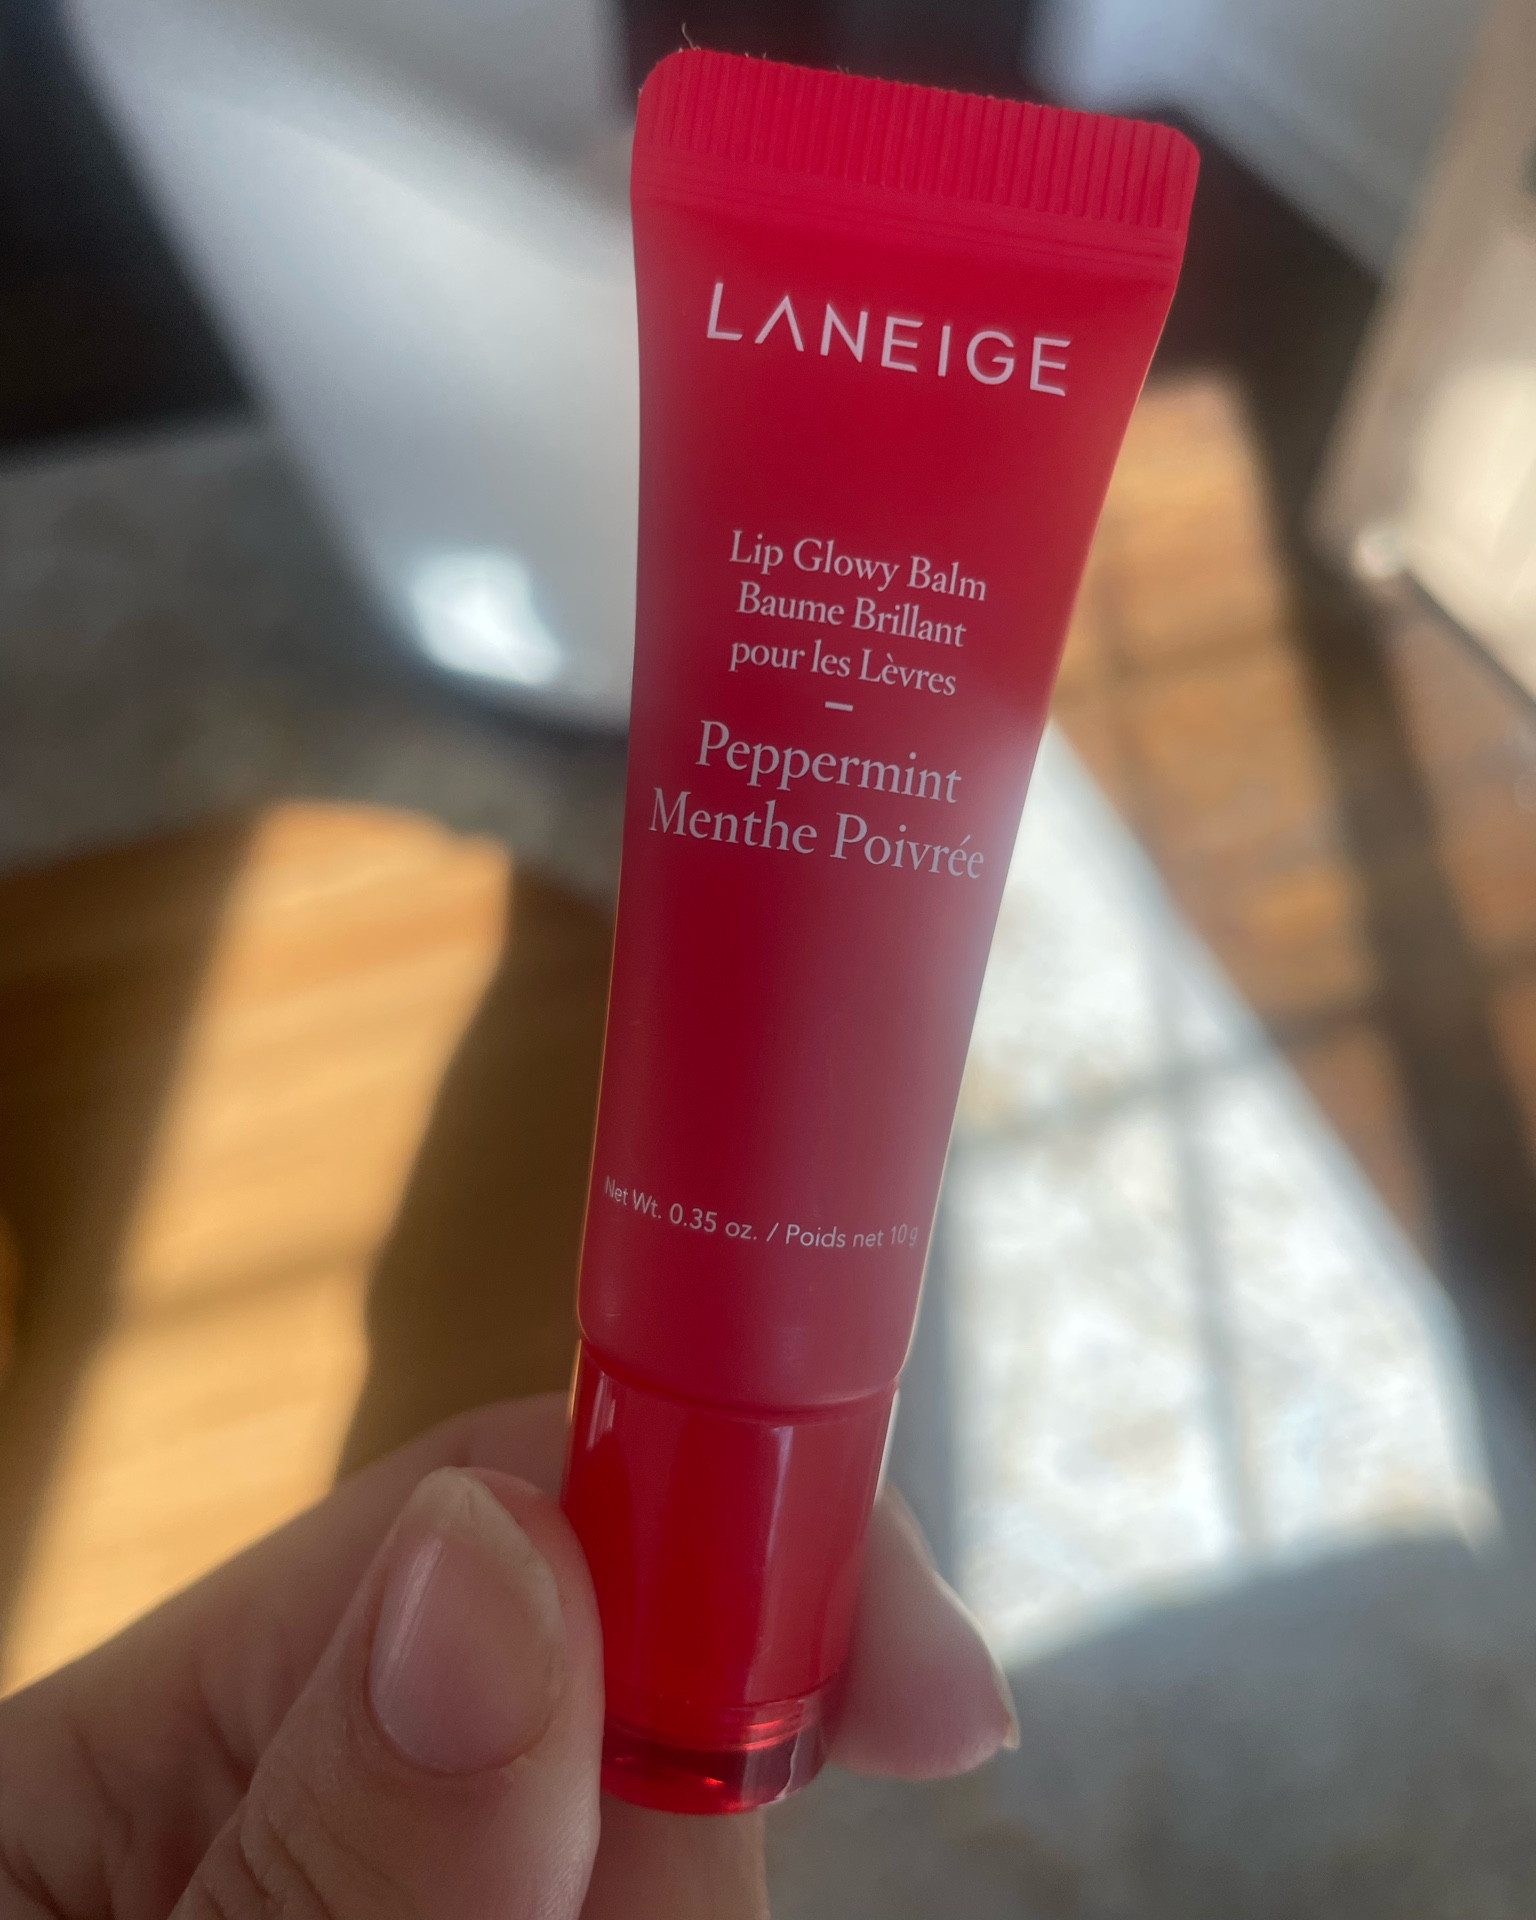 LANEIGE
Lip Glowy Balm
Baume Brillant
pour les Lèvres
–
Peppermint
Menthe Poivrée
Net Wt. 0.35 oz. / Poids net 10 g